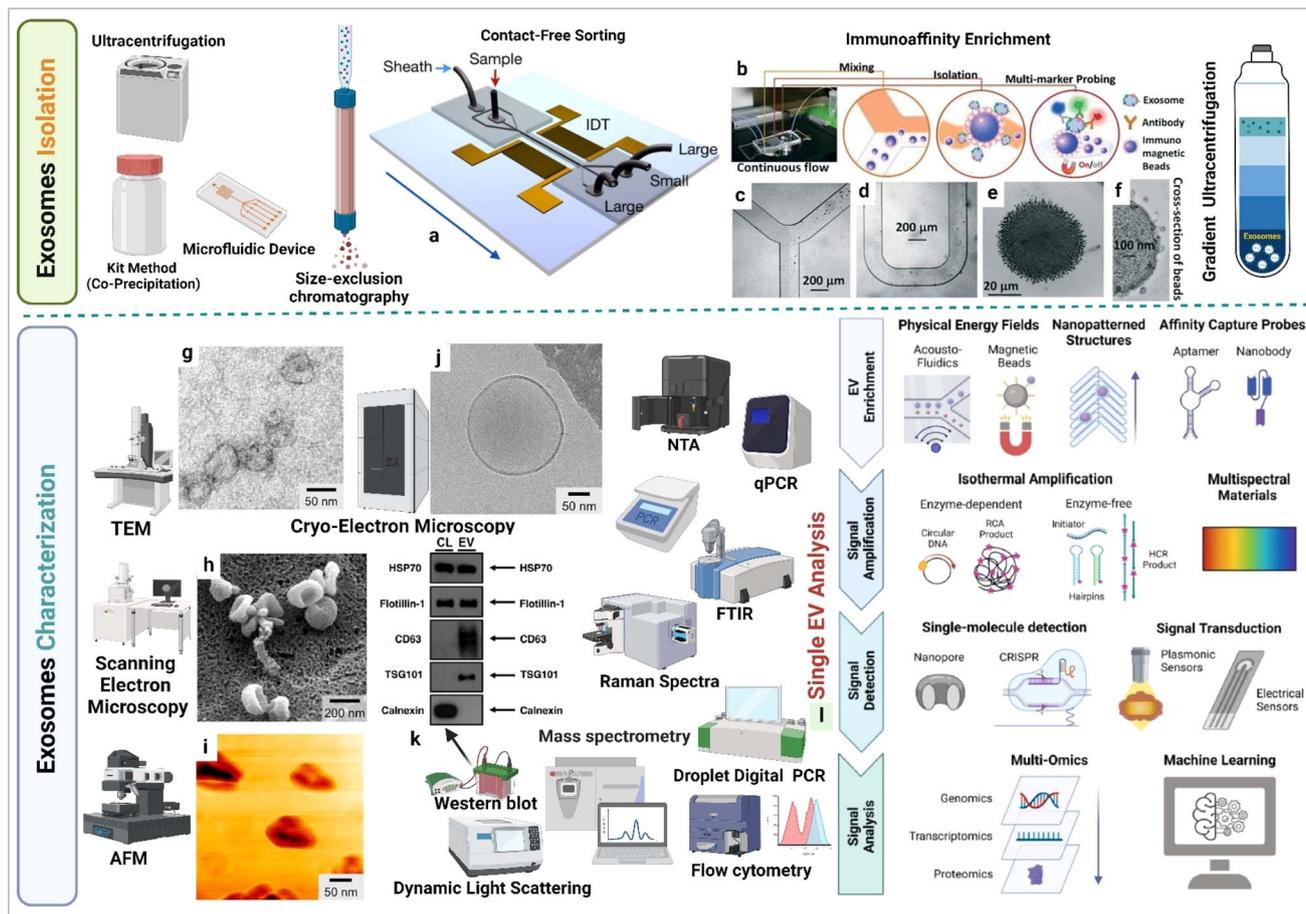 Exosomes Isolation
Ultracentrifugation
Kit Method
(Co-Precipitation)
Microfluidic Device
Size-exclusion
chromatography
Contact-Free Sorting
Sheath
Sample
IDT
Large
Small
Large
a
Immunoaffinity Enrichment
b
Mixing
Isolation
Multi-marker Probing
Continuous flow
On/off
Exosome
Antibody
Immuno
magnetic
Beads
c
200 µm
d
200 µm
e
20 µm
f
100 nm
Cross-section of beads
Gradient Ultracentrifugation
Exosomes
Exosomes Characterization
TEM
g
50 nm
Cryo-Electron Microscopy
j
50 nm
Scanning
Electron
Microscopy
h
200 nm
AFM
i
50 nm
CL EV
HSP70 HSP70
Flotillin-1 Flotillin-1
CD63 CD63
TSG101 TSG101
Calnexin Calnexin
k
Western blot
Dynamic Light Scattering
Mass spectrometry
NTA
qPCR
PCR
FTIR
Raman Spectra
Droplet Digital PCR
Flow cytometry
Single EV Analysis
l
EV
Enrichment
Physical Energy Fields
Acousto-
Fluidics
Magnetic
Beads
Nanopatterned
Structures
Affinity Capture Probes
Aptamer
Nanobody
Signal
Amplification
Isothermal Amplification
Enzyme-dependent
Circular
DNA
RCA
Product
Enzyme-free
Initiator
Hairpins
HCR
Product
Multispectral
Materials
Signal
Detection
Single-molecule detection
Nanopore
CRISPR
Signal Transduction
Plasmonic
Sensors
Electrical
Sensors
Signal
Analysis
Multi-Omics
Genomics
Transcriptomics
Proteomics
Machine Learning